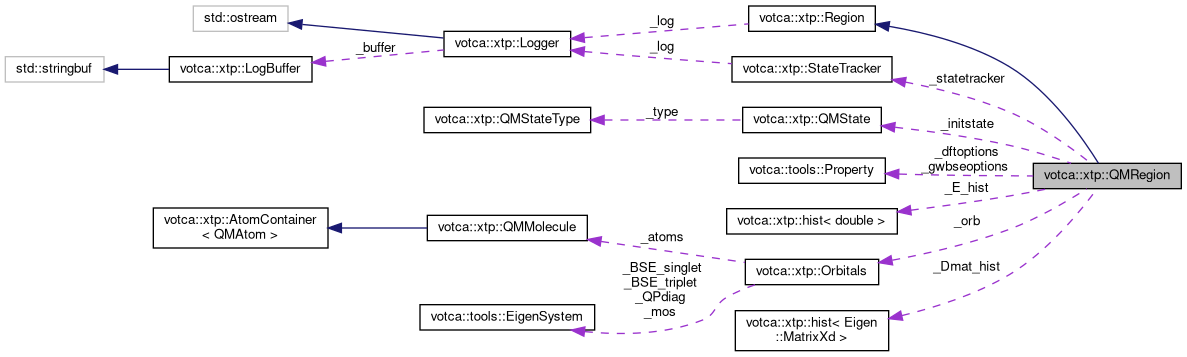 std::ostream
_log
votca::xtp::Region
_buffer
votca::xtp::Logger
_log
std::stringbuf
votca::xtp::LogBuffer
votca::xtp::StateTracker
_statetracker
votca::xtp::QMStateType
_type
votca::xtp::QMState
_initstate
_dftoptions
_gwbseoptions
votca::tools::Property
votca::xtp::QMRegion
_E_hist
votca::xtp::AtomContainer
< QMAtom >
votca::xtp::QMMolecule
votca::xtp::hist< double >
_orb
_atoms
votca::xtp::Orbitals
_Dmat_hist
_BSE_singlet
_BSE_triplet
_QPdiag
_mos
votca::tools::EigenSystem
votca::xtp::hist< Eigen
::MatrixXd >